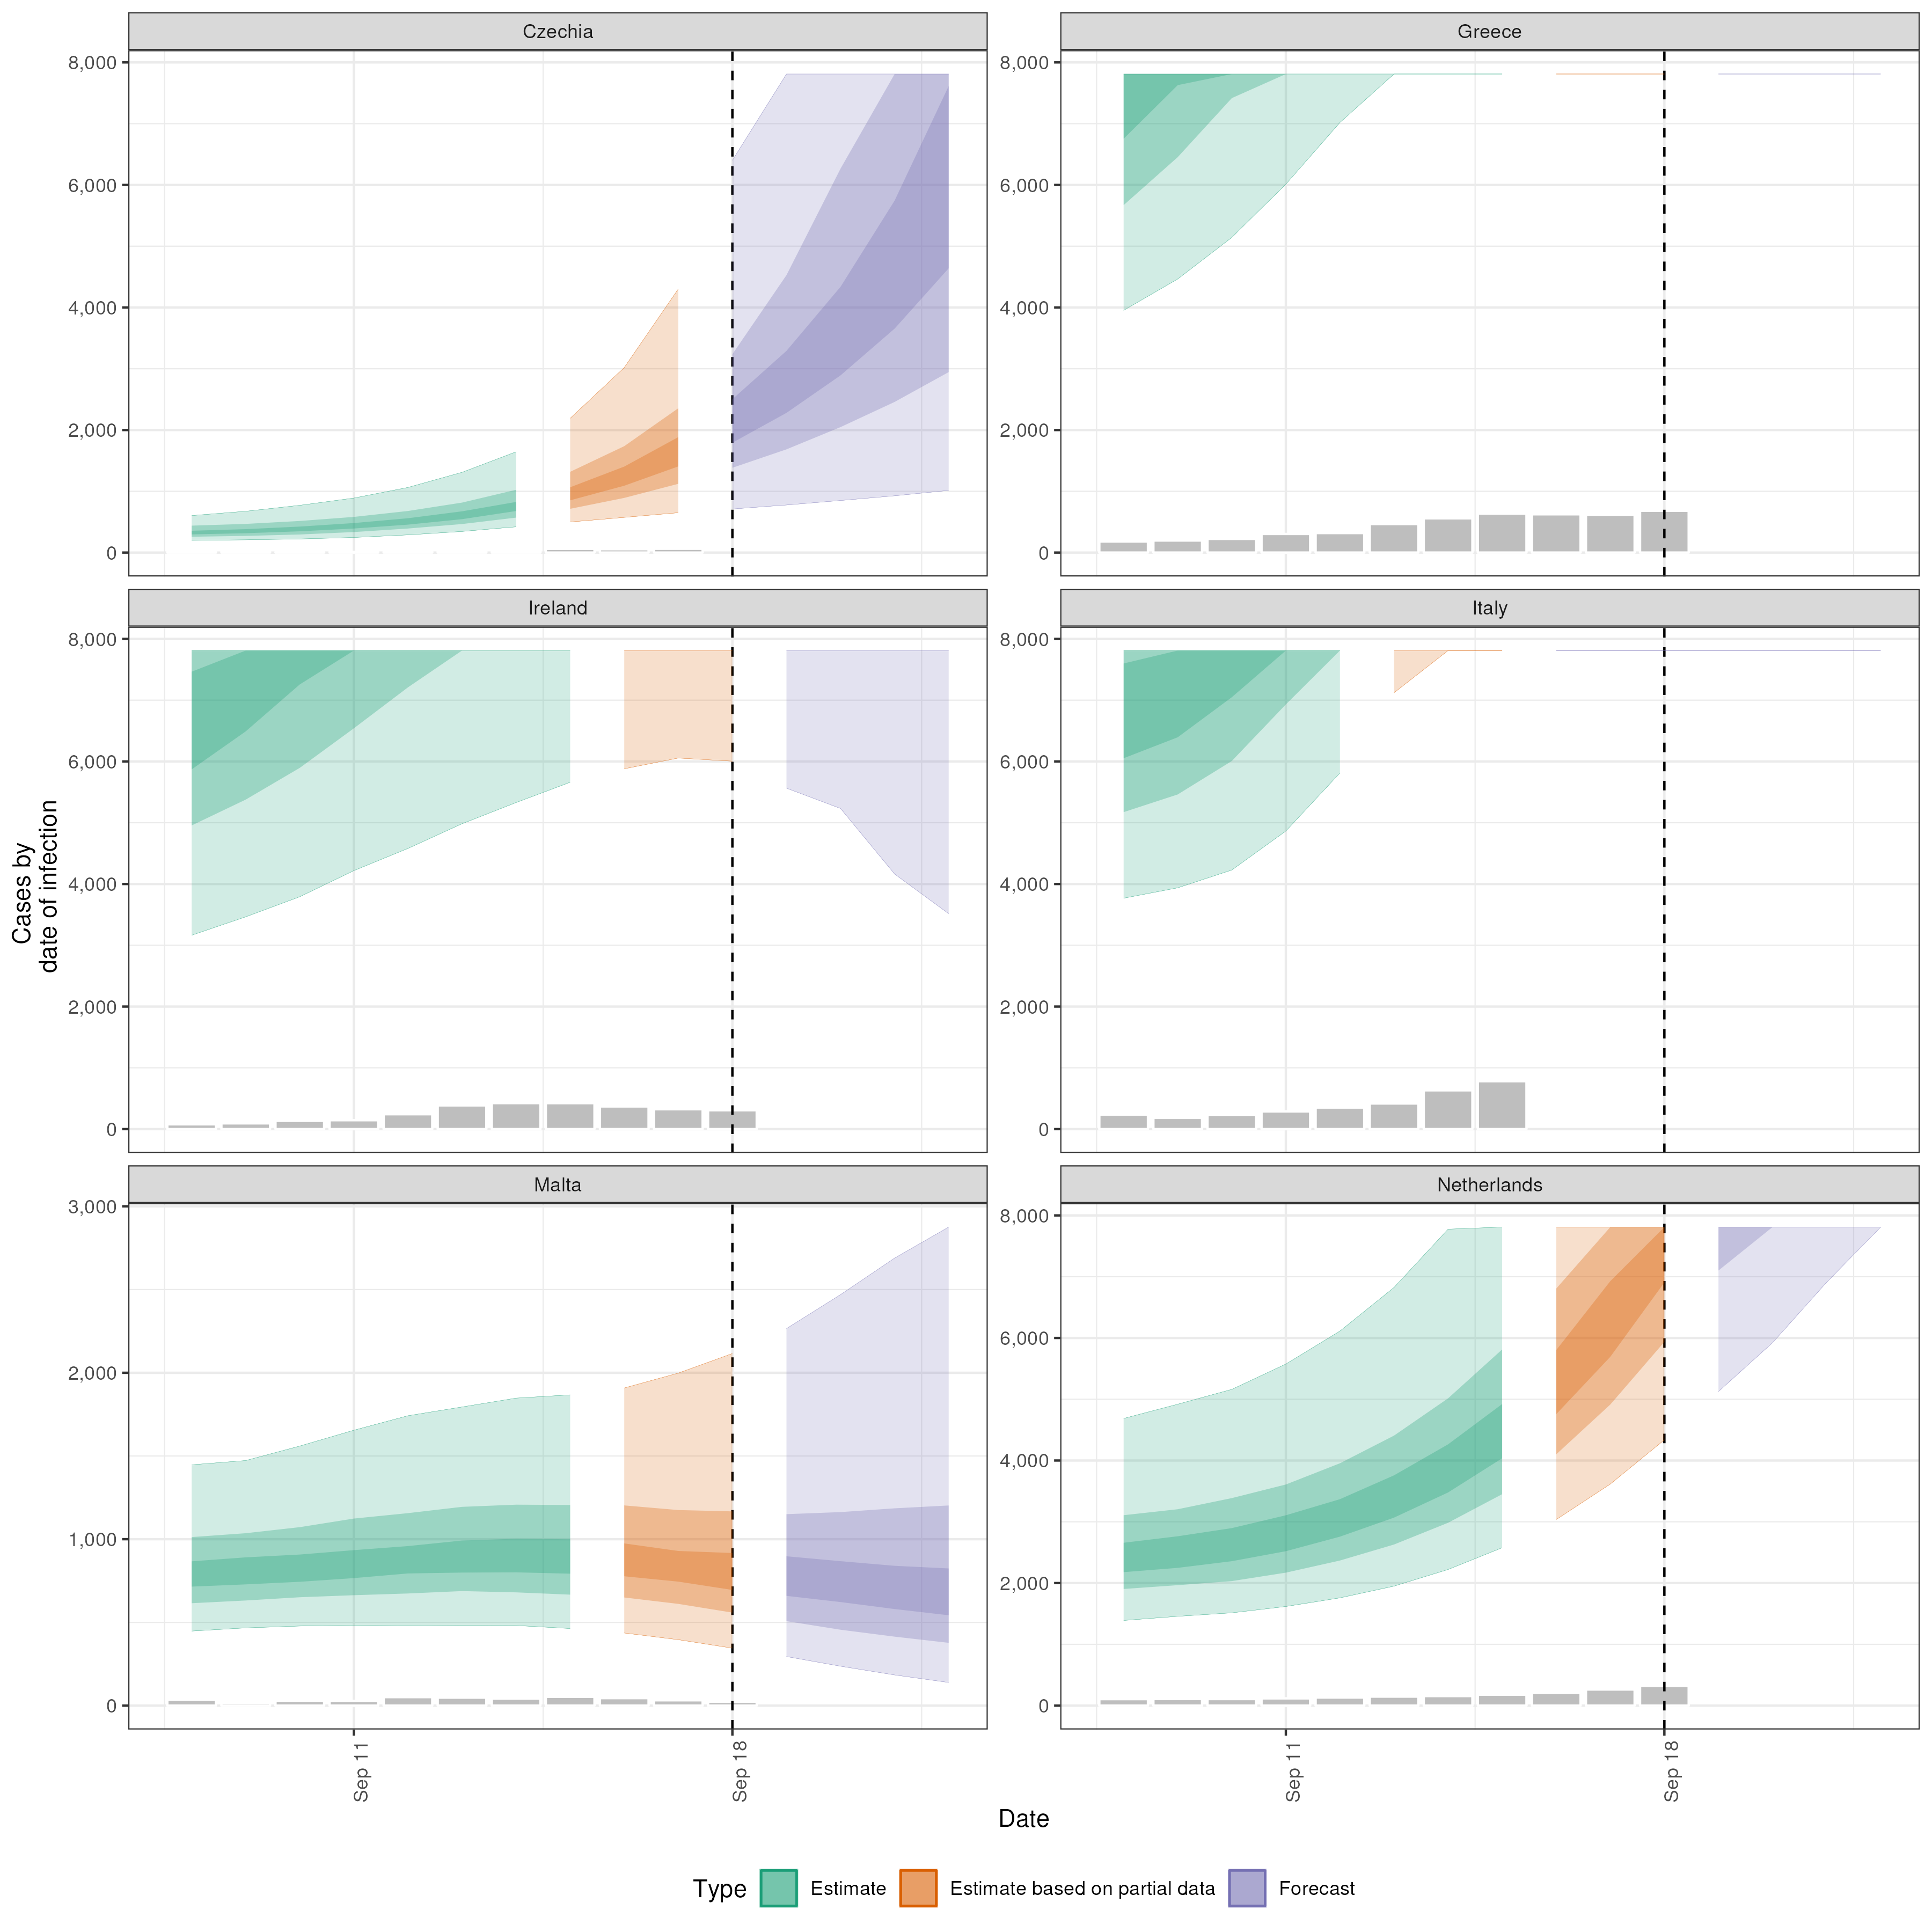 Czechia
Greece
8,000
6,000
4,000
2,000
0
8,000
6,000
4,000
2,000
0
Ireland
Italy
8,000
6,000
4,000
2,000
0
8,000
6,000
4,000
2,000
0
Cases by
date of infection
Malta
Netherlands
3,000
2,000
1,000
0
8,000
6,000
4,000
2,000
0
Sep 11
Sep 18
Sep 11
Sep 18
Date
Type
Estimate
Estimate based on partial data
Forecast